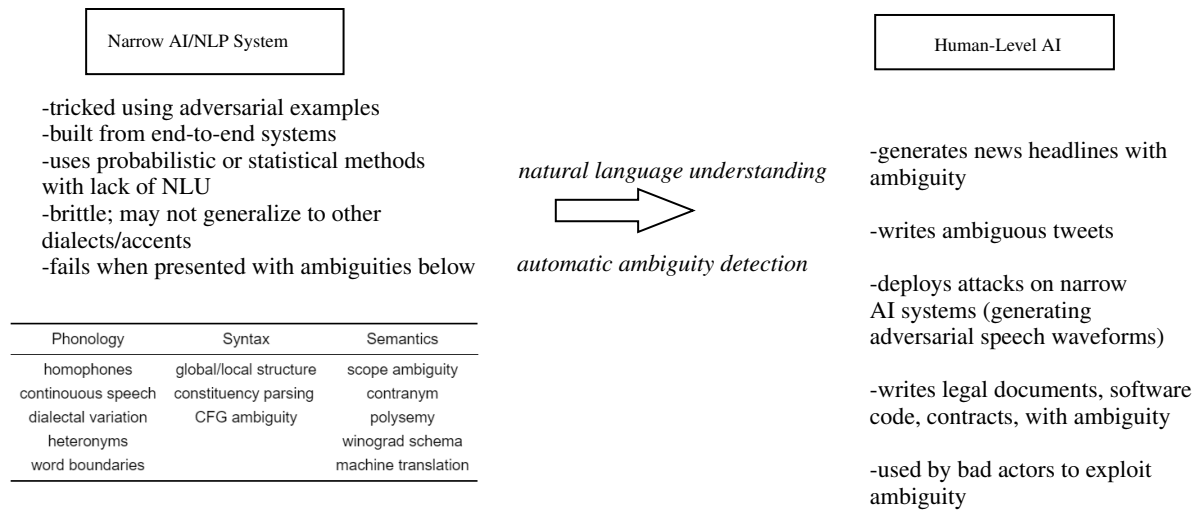 Narrow AI/NLP System
-tricked using adversarial examples
-built from end-to-end systems
-uses probabilistic or statistical methods
with lack of NLU
-brittle; may not generalize to other
dialects/accents
-fails when presented with ambiguities below
Phonology Syntax Semantics
homophones global/local structure scope ambiguity
continouous speech constituency parsing contranym
dialectal variation CFG ambiguity polysemy
heteronyms winograd schema
word boundaries machine translation
natural language understanding
automatic ambiguity detection
Human-Level AI
-generates news headlines with
ambiguity
-writes ambiguous tweets
-deploys attacks on narrow
AI systems (generating
adversarial speech waveforms)
-writes legal documents, software
code, contracts, with ambiguity
-used by bad actors to exploit
ambiguity